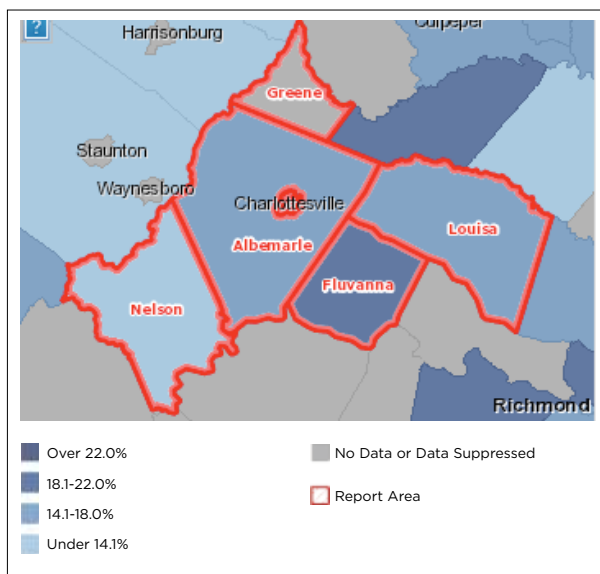 ?
Harrisonburg
Culpeper
Greene
Staunton
Waynesboro
Charlottesville
Albemarle
Louisa
Fluvanna
Nelson
Richmond
Over 22.0%
No Data or Data Suppressed
18.1-22.0%
Report Area
14.1-18.0%
Under 14.1%